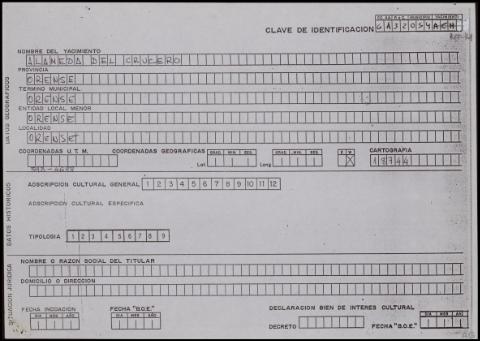 CLAVE DE IDENTIFICACION
NOMBRE DEL YACIMIENTO
ALAMEDA DEL CRUCERO
PROVINCIA
ORENSE
TERMINO MUNICIPAL
ORENSE
ENTIDAD LOCAL MENOR
ORENSE
LOCALIDAD
ORENSE
DATOS GEOGRAFICOS
COORDENADAS U.T.M. COORDENADAS GEOGRAFICAS GRAD. MIN. SEG. GRAD. MIN. SEG. CARTOGRAFIA
Lat Long X 18744
DATOS HISTORICOS
ADSCRIPCION CULTURAL GENERAL 1 2 3 4 5 6 7 8 9 10 11 12
ADSCRIPCION CULTURAL ESPECIFICA
TIPOLOGIA 1 2 3 4 5 6 7 8 9
SITUACION JURIDICA
NOMBRE O RAZON SOCIAL DEL TITULAR
DOMICILIO O DIRECCION
FECHA INCOACION FECHA "B.O.E." DECLARACION BIEN DE INTERES CULTURAL
DIA MES AÑO DIA MES AÑO DIA MES AÑO
DECRETO FECHA "B.O.E."